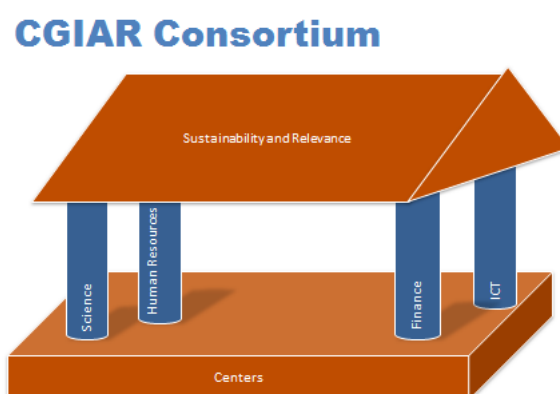 CGIAR Consortium
Sustainability and Relevance
Science
Human Resources
Finance
ICT
Centers